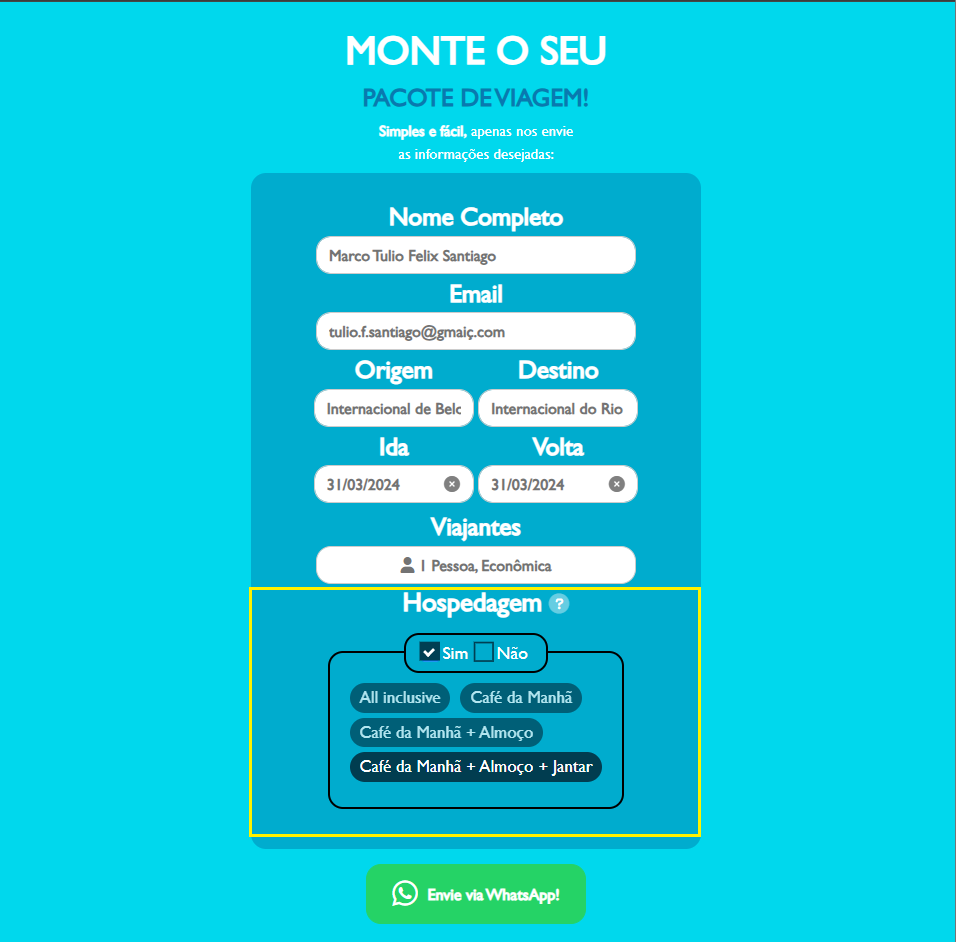 MONTE O SEU
PACOTE DE VIAGEM!
Simples e fácil, apenas nos envie
as informações desejadas:
Nome Completo
Marco Tulio Felix Santiago
Email
tulio.f.santiago@gmaiç.com
Origem Destino
Internacional de Belo Internacional do Rio
Ida Volta
31/03/2024 31/03/2024
Viajantes
1 Pessoa, Econômica
Hospedagem ?
Sim Não
All inclusive Café da Manhã
Café da Manhã + Almoço
Café da Manhã + Almoço + Jantar
Envie via WhatsApp!